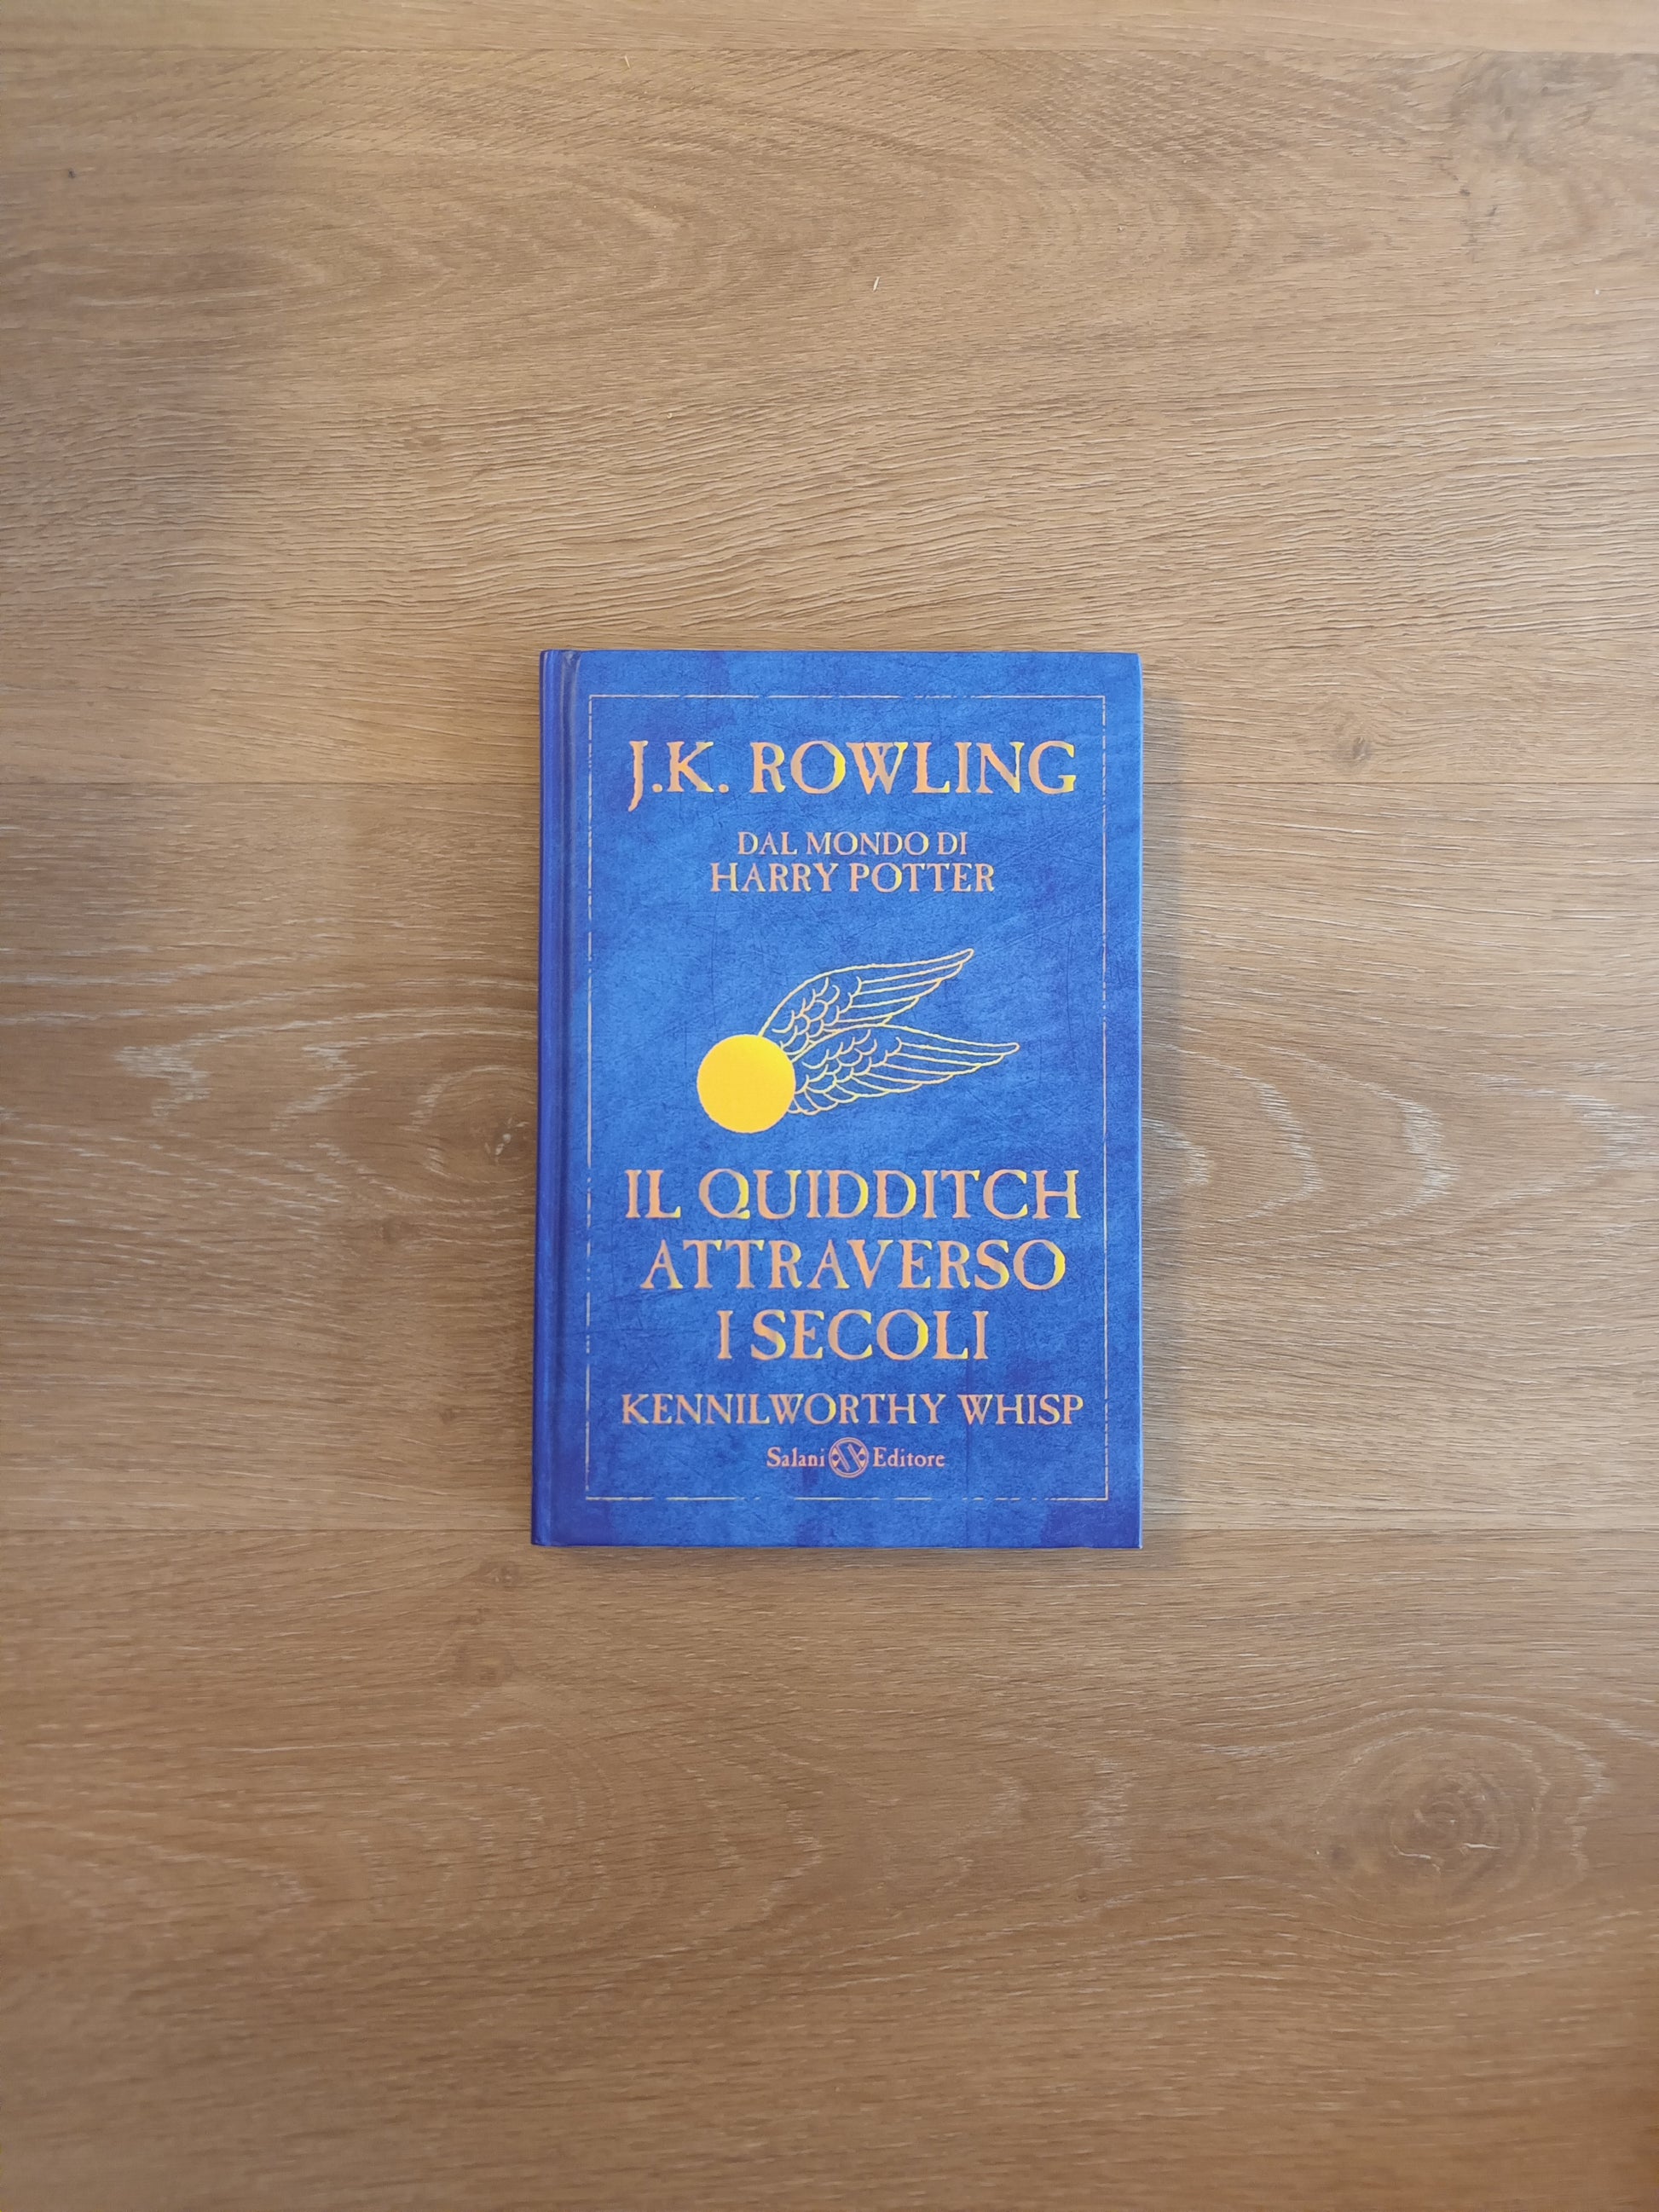 J.K. ROWLING
DAL MONDO DI
HARRY POTTER
IL QUIDDITCH
ATTRAVERSO
I SECOLI
KENNILWORTHY WHISP
Salani Editore